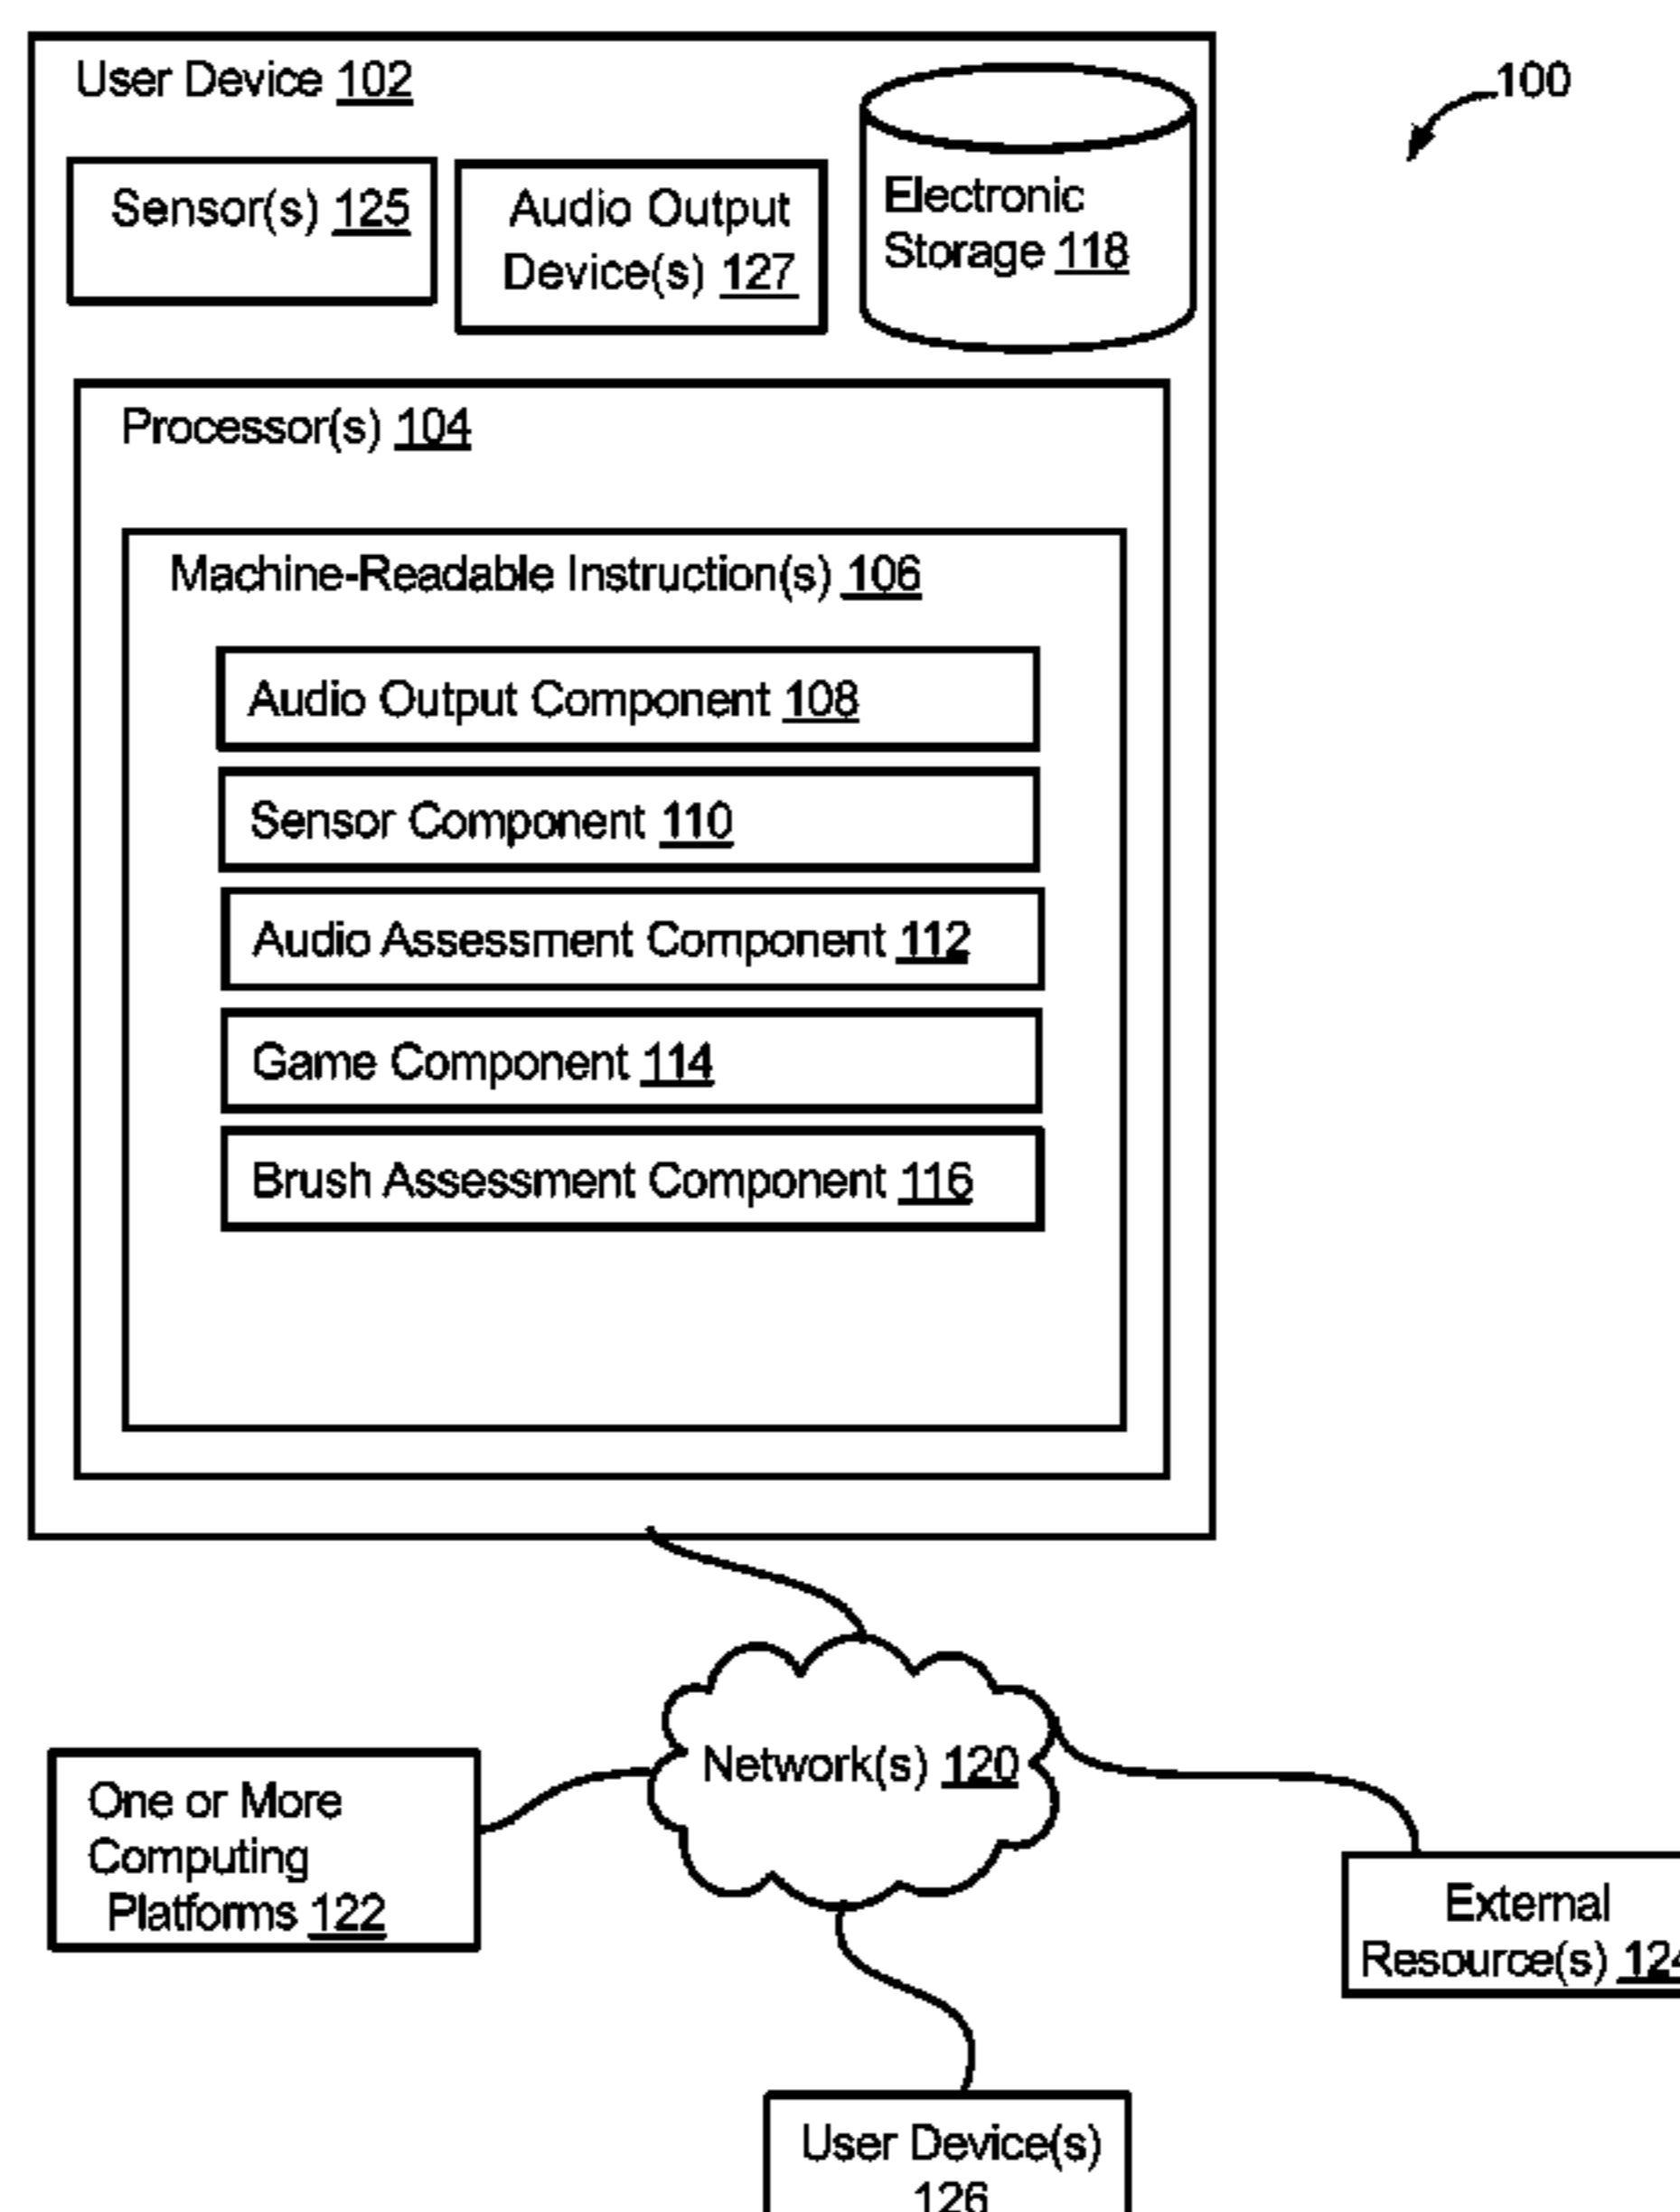 User Device 102
100
Sensor(s) 125
Audio Output
Device(s) 127
Electronic
Storage 118
Processor(s) 104
Machine-Readable Instruction(s) 106
Audio Output Component 108
Sensor Component 110
Audio Assessment Component 112
Game Component 114
Brush Assessment Component 116
Network(s) 120
One or More
Computing
Platforms 122
External
Resource(s) 124
User Device(s)
126